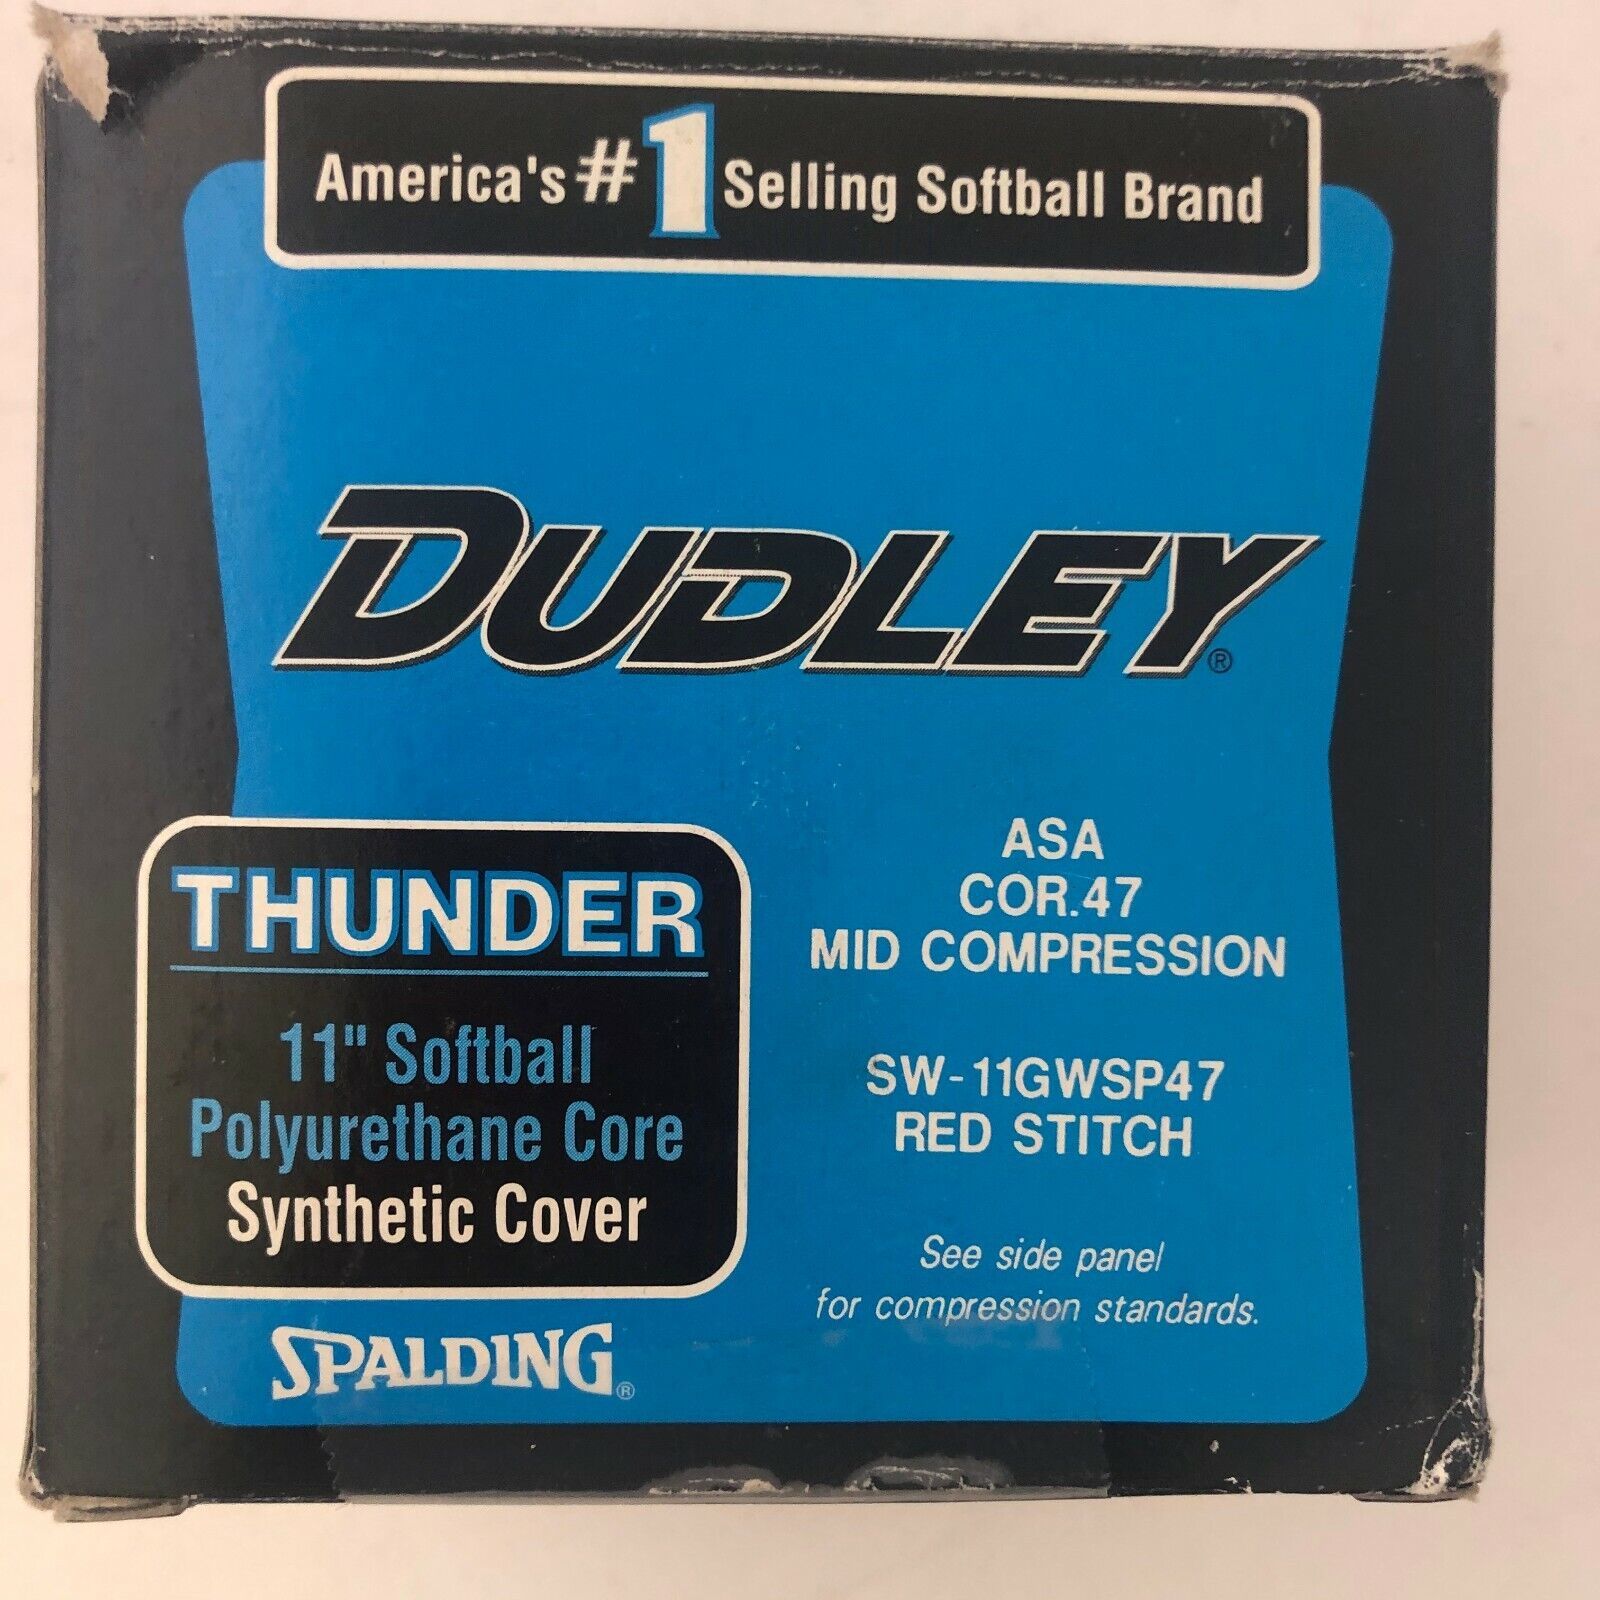 America's #1 Selling Softball Brand
DUDLEY®
THUNDER
11" Softball
Polyurethane Core
Synthetic Cover
SPALDING®
ASA
COR.47
MID COMPRESSION
SW-11GWSP47
RED STITCH
See side panel
for compression standards.